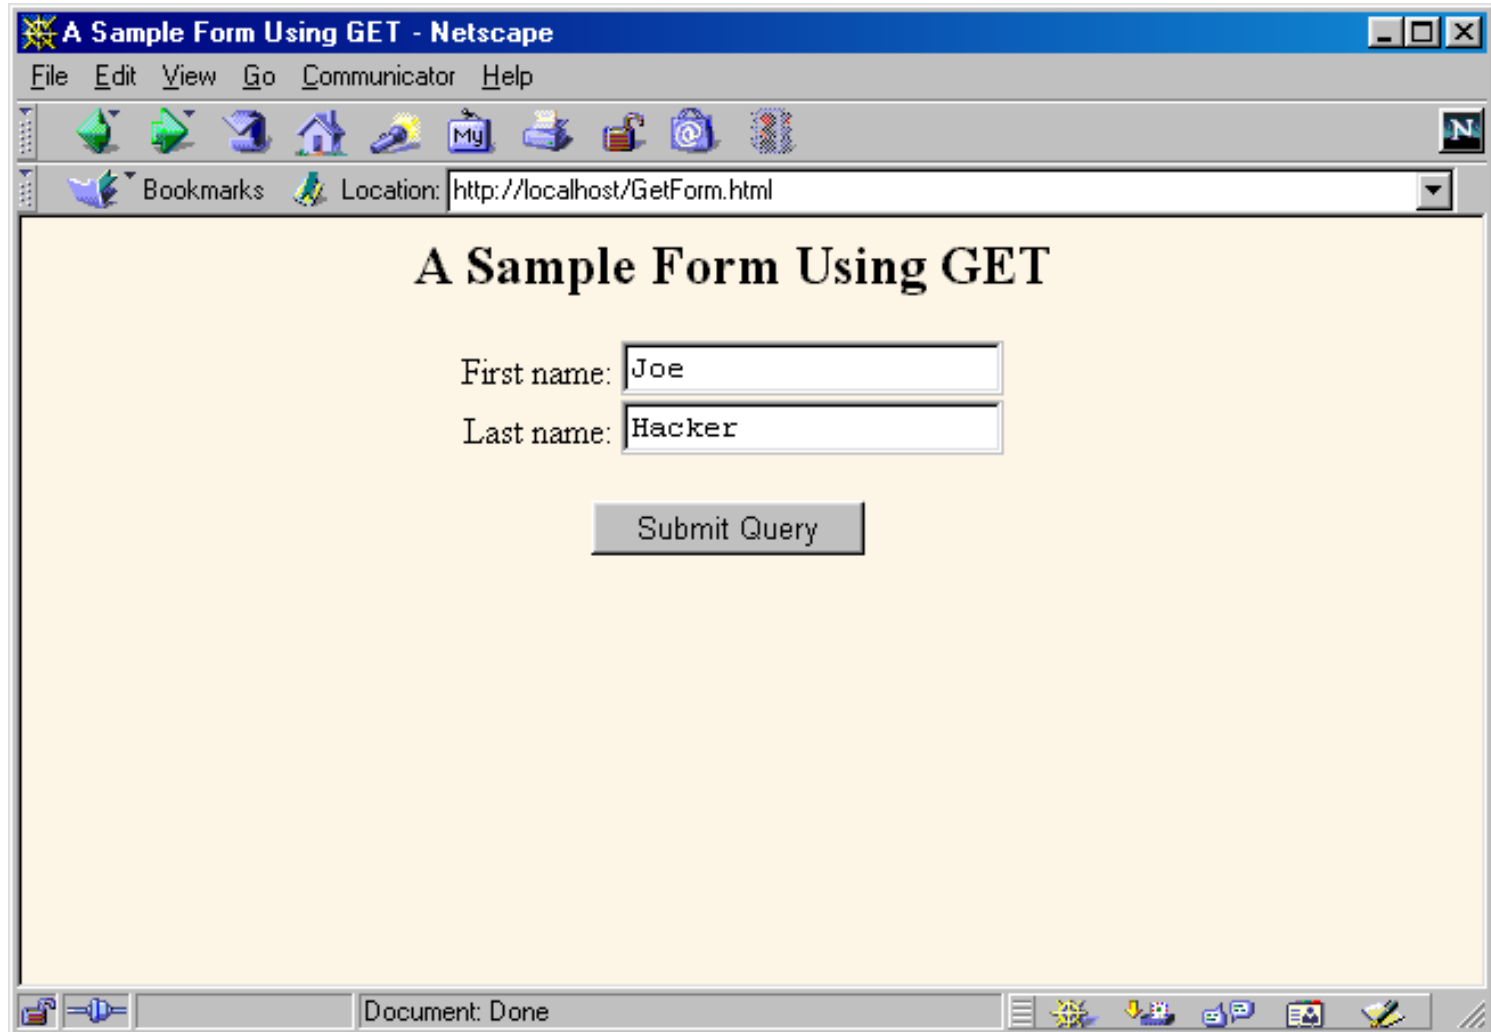 A Sample Form Using GET - Netscape
File Edit View Go Communicator Help
My
N
Bookmarks Location: http://localhost/GetForm.html
A Sample Form Using GET
First name: Joe
Last name: Hacker
Submit Query
Document: Done